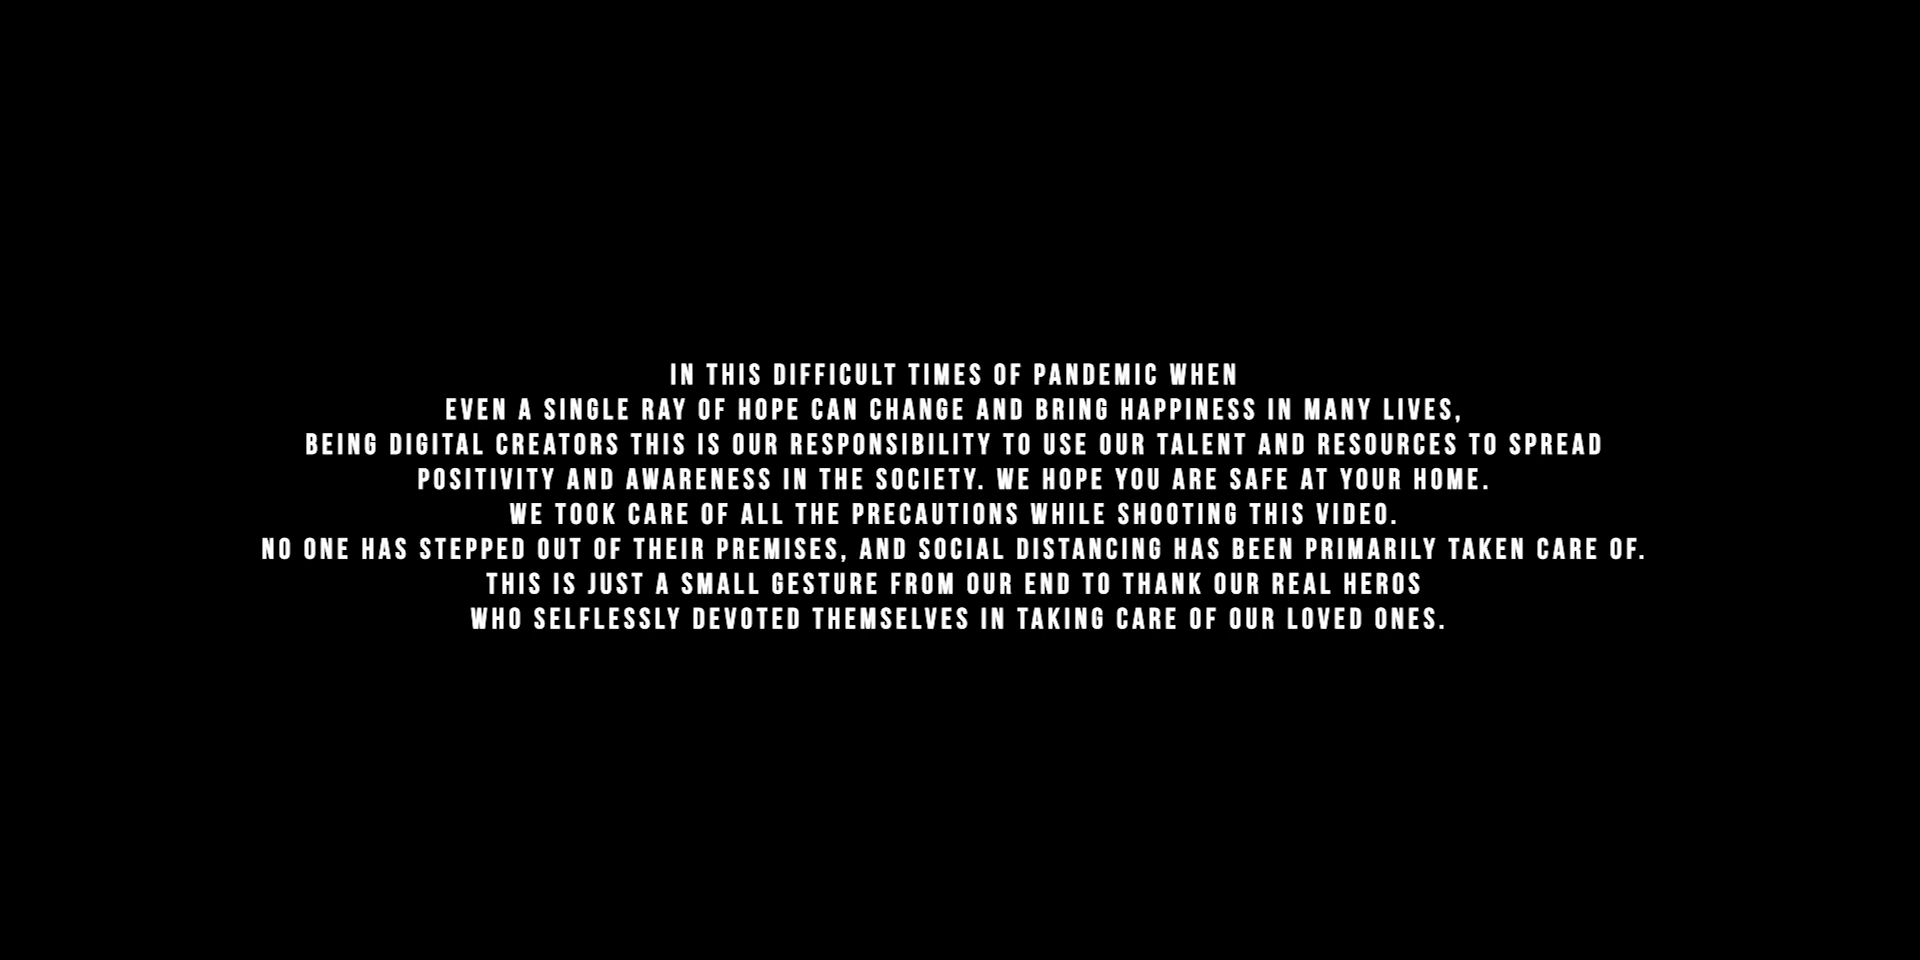 IN THIS DIFFICULT TIMES OF PANDEMIC WHEN
EVEN A SINGLE RAY OF HOPE CAN CHANGE AND BRING HAPPINESS IN MANY LIVES,
BEING DIGITAL CREATORS THIS IS OUR RESPONSIBILITY TO USE OUR TALENT AND RESOURCES TO SPREAD
POSITIVITY AND AWARENESS IN THE SOCIETY. WE HOPE YOU ARE SAFE AT YOUR HOME.
WE TOOK CARE OF ALL THE PRECAUTIONS WHILE SHOOTING THIS VIDEO.
NO ONE HAS STEPPED OUT OF THEIR PREMISES, AND SOCIAL DISTANCING HAS BEEN PRIMARILY TAKEN CARE OF.
THIS IS JUST A SMALL GESTURE FROM OUR END TO THANK OUR REAL HEROS
WHO SELFLESSLY DEVOTED THEMSELVES IN TAKING CARE OF OUR LOVED ONES.